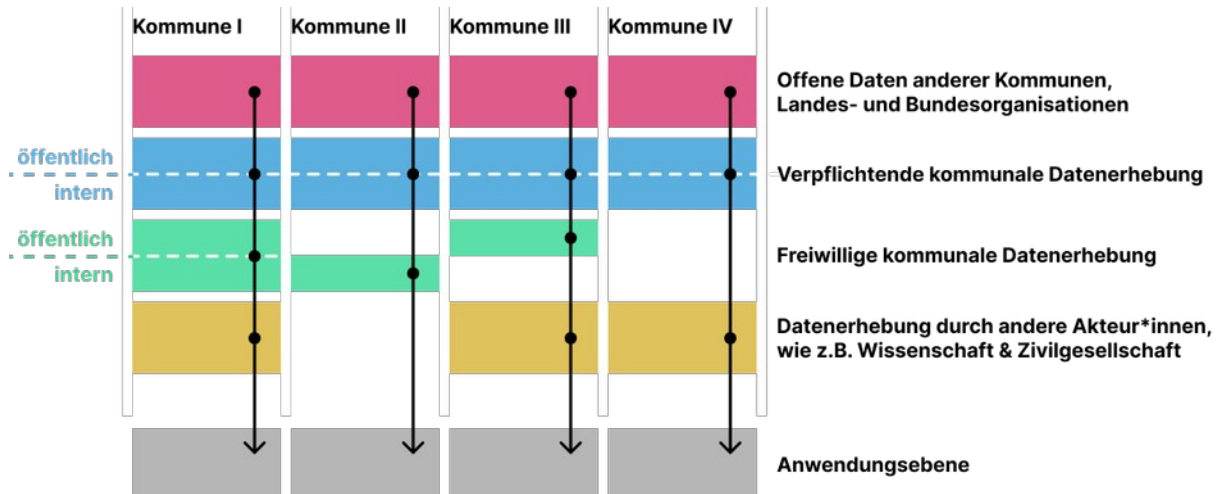 Kommune I
Kommune II
Kommune III
Kommune IV
Offene Daten anderer Kommunen,
Landes- und Bundesorganisationen
öffentlich
intern
Verpflichtende kommunale Datenerhebung
öffentlich
intern
Freiwillige kommunale Datenerhebung
Datenerhebung durch andere Akteur*innen,
wie z.B. Wissenschaft & Zivilgesellschaft
Anwendungsebene